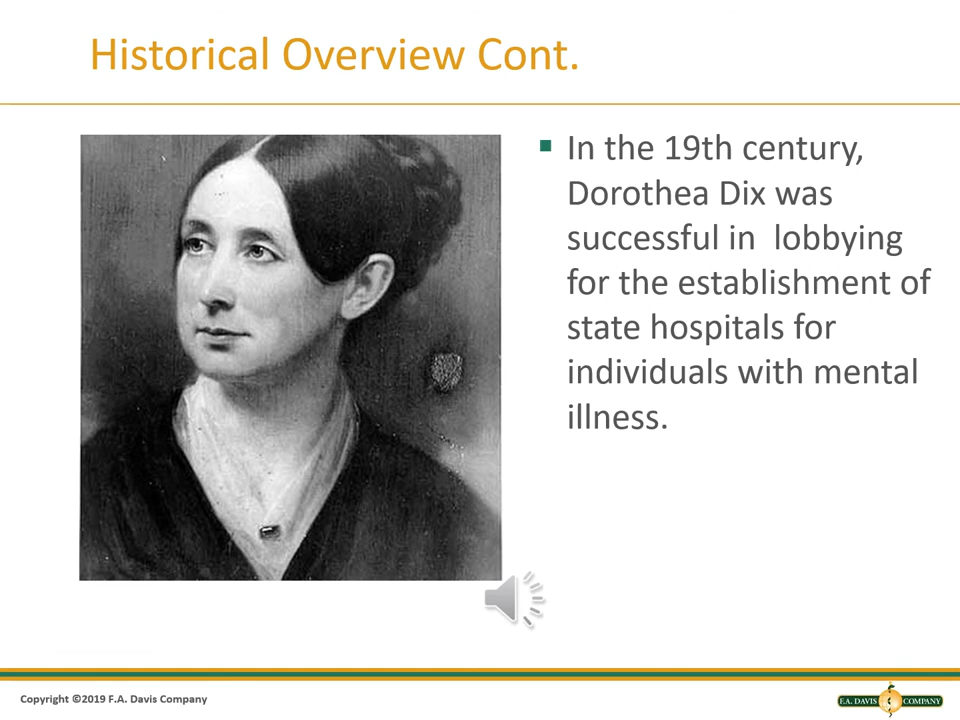 Historical Overview Cont.
In the 19th century,
Dorothea Dix was
successful in  lobbying
for the establishment of
state hospitals for
individuals with mental
illness.
Copyright ©2019 F.A. Davis Company
F.A. DAVIS COMPANY